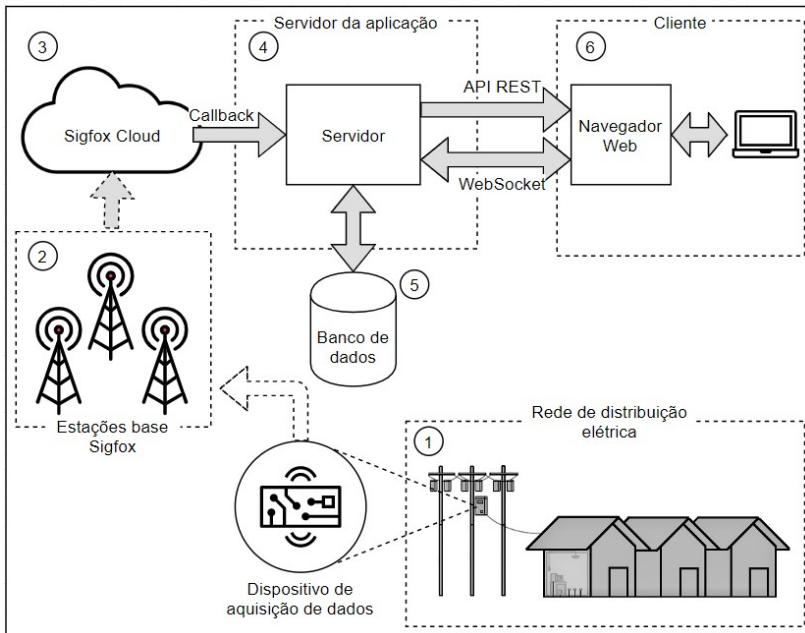 Servidor da aplicação
Cliente
3
4
6
API REST
Callback
Sigfox Cloud
Servidor
Navegador
Web
WebSocket
2
5
Banco de
dados
Estações base
Sigfox
Rede de distribuição
elétrica
1
Dispositivo de
aquisição de dados